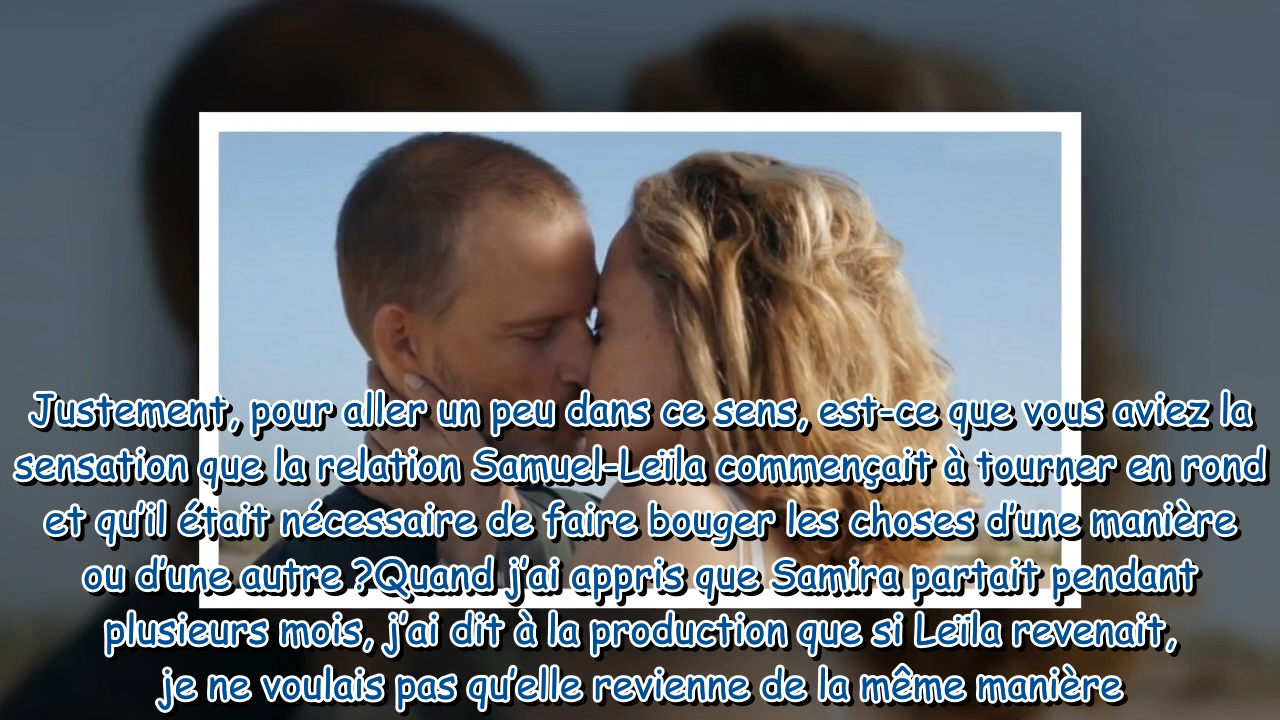 Justement, pour aller un peu dans ce sens, est-ce que vous aviez la
sensation que la relation Samuel-Leïla commençait à tourner en rond
et qu’il était nécessaire de faire bouger les choses d’une manière
ou d’une autre ?Quand j’ai appris que Samira partait pendant
plusieurs mois, j’ai dit à la production que si Leïla revenait,
je ne voulais pas qu’elle revienne de la même manière